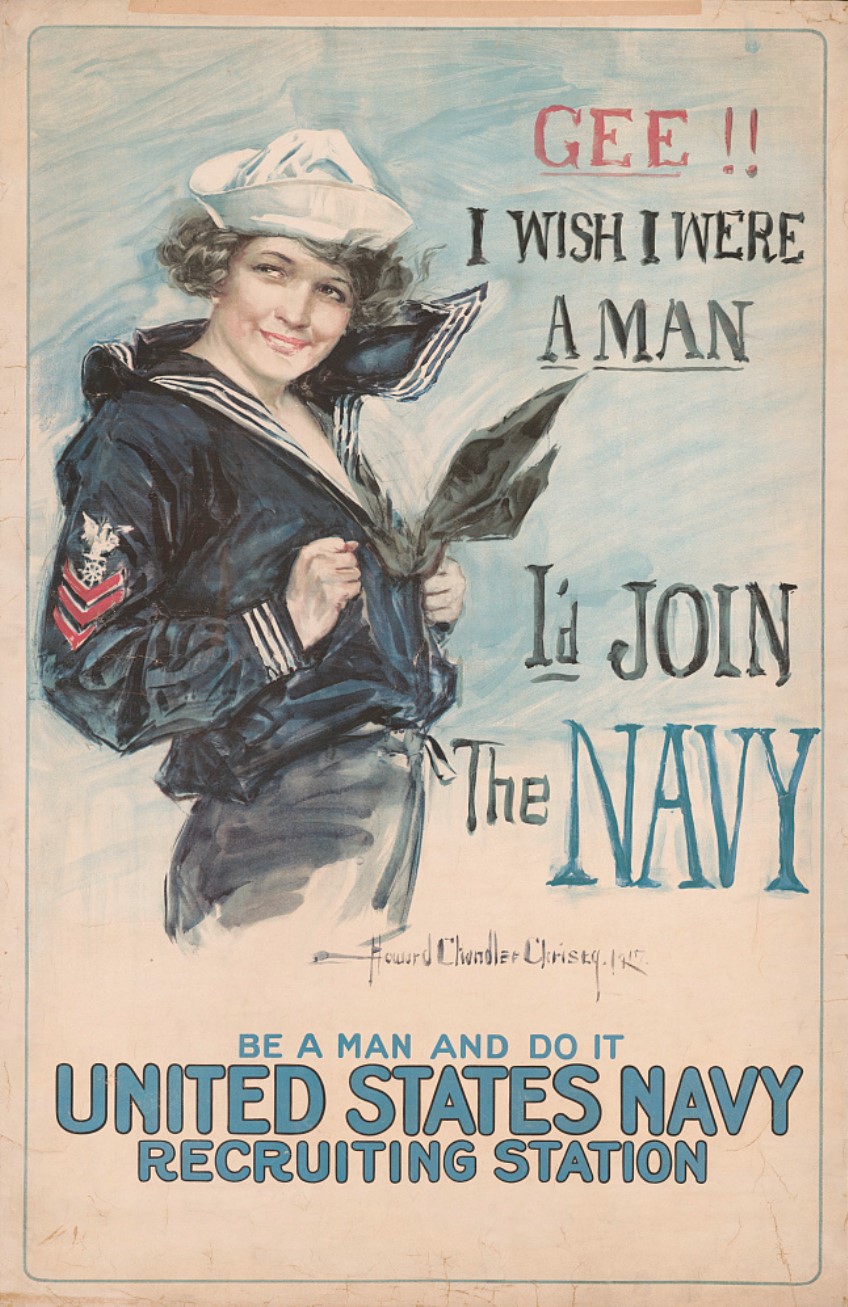 GEE !!
I WISH I WERE
A MAN
I'd JOIN
The NAVY
Howard Chandler Christy. 1917.
BE A MAN AND DO IT
UNITED STATES NAVY
RECRUITING STATION